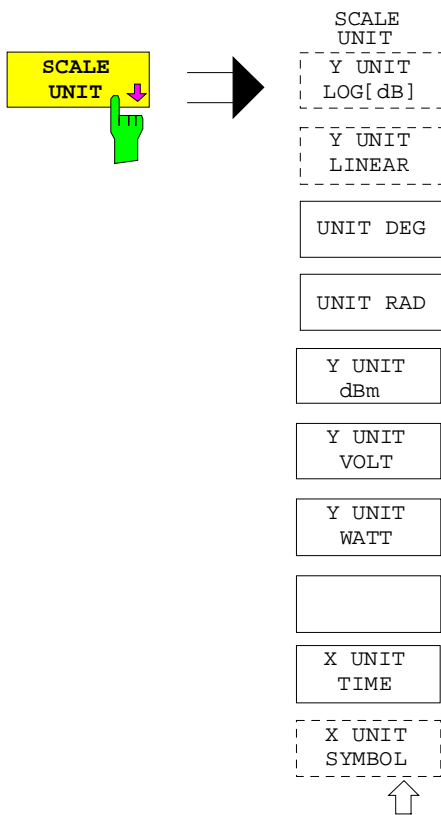 SCALE
UNIT
SCALE
UNIT
Y UNIT
LOG[dB]
Y UNIT
LINEAR
UNIT DEG
UNIT RAD
Y UNIT
dBm
Y UNIT
VOLT
Y UNIT
WATT
X UNIT
TIME
X UNIT
SYMBOL